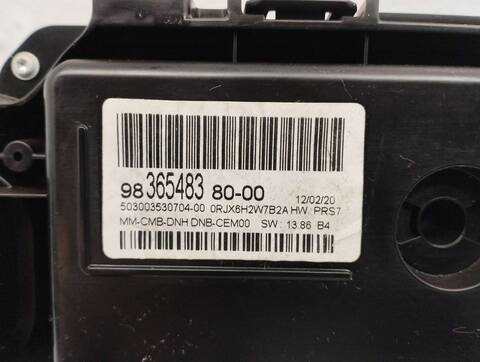 98 365483 80-00 12/02/20
503003530704-00 0RJX6H2W7B2A HW: PRS7
MM-CMB-DNH DNB-CEM00 SW: 13.86 B4